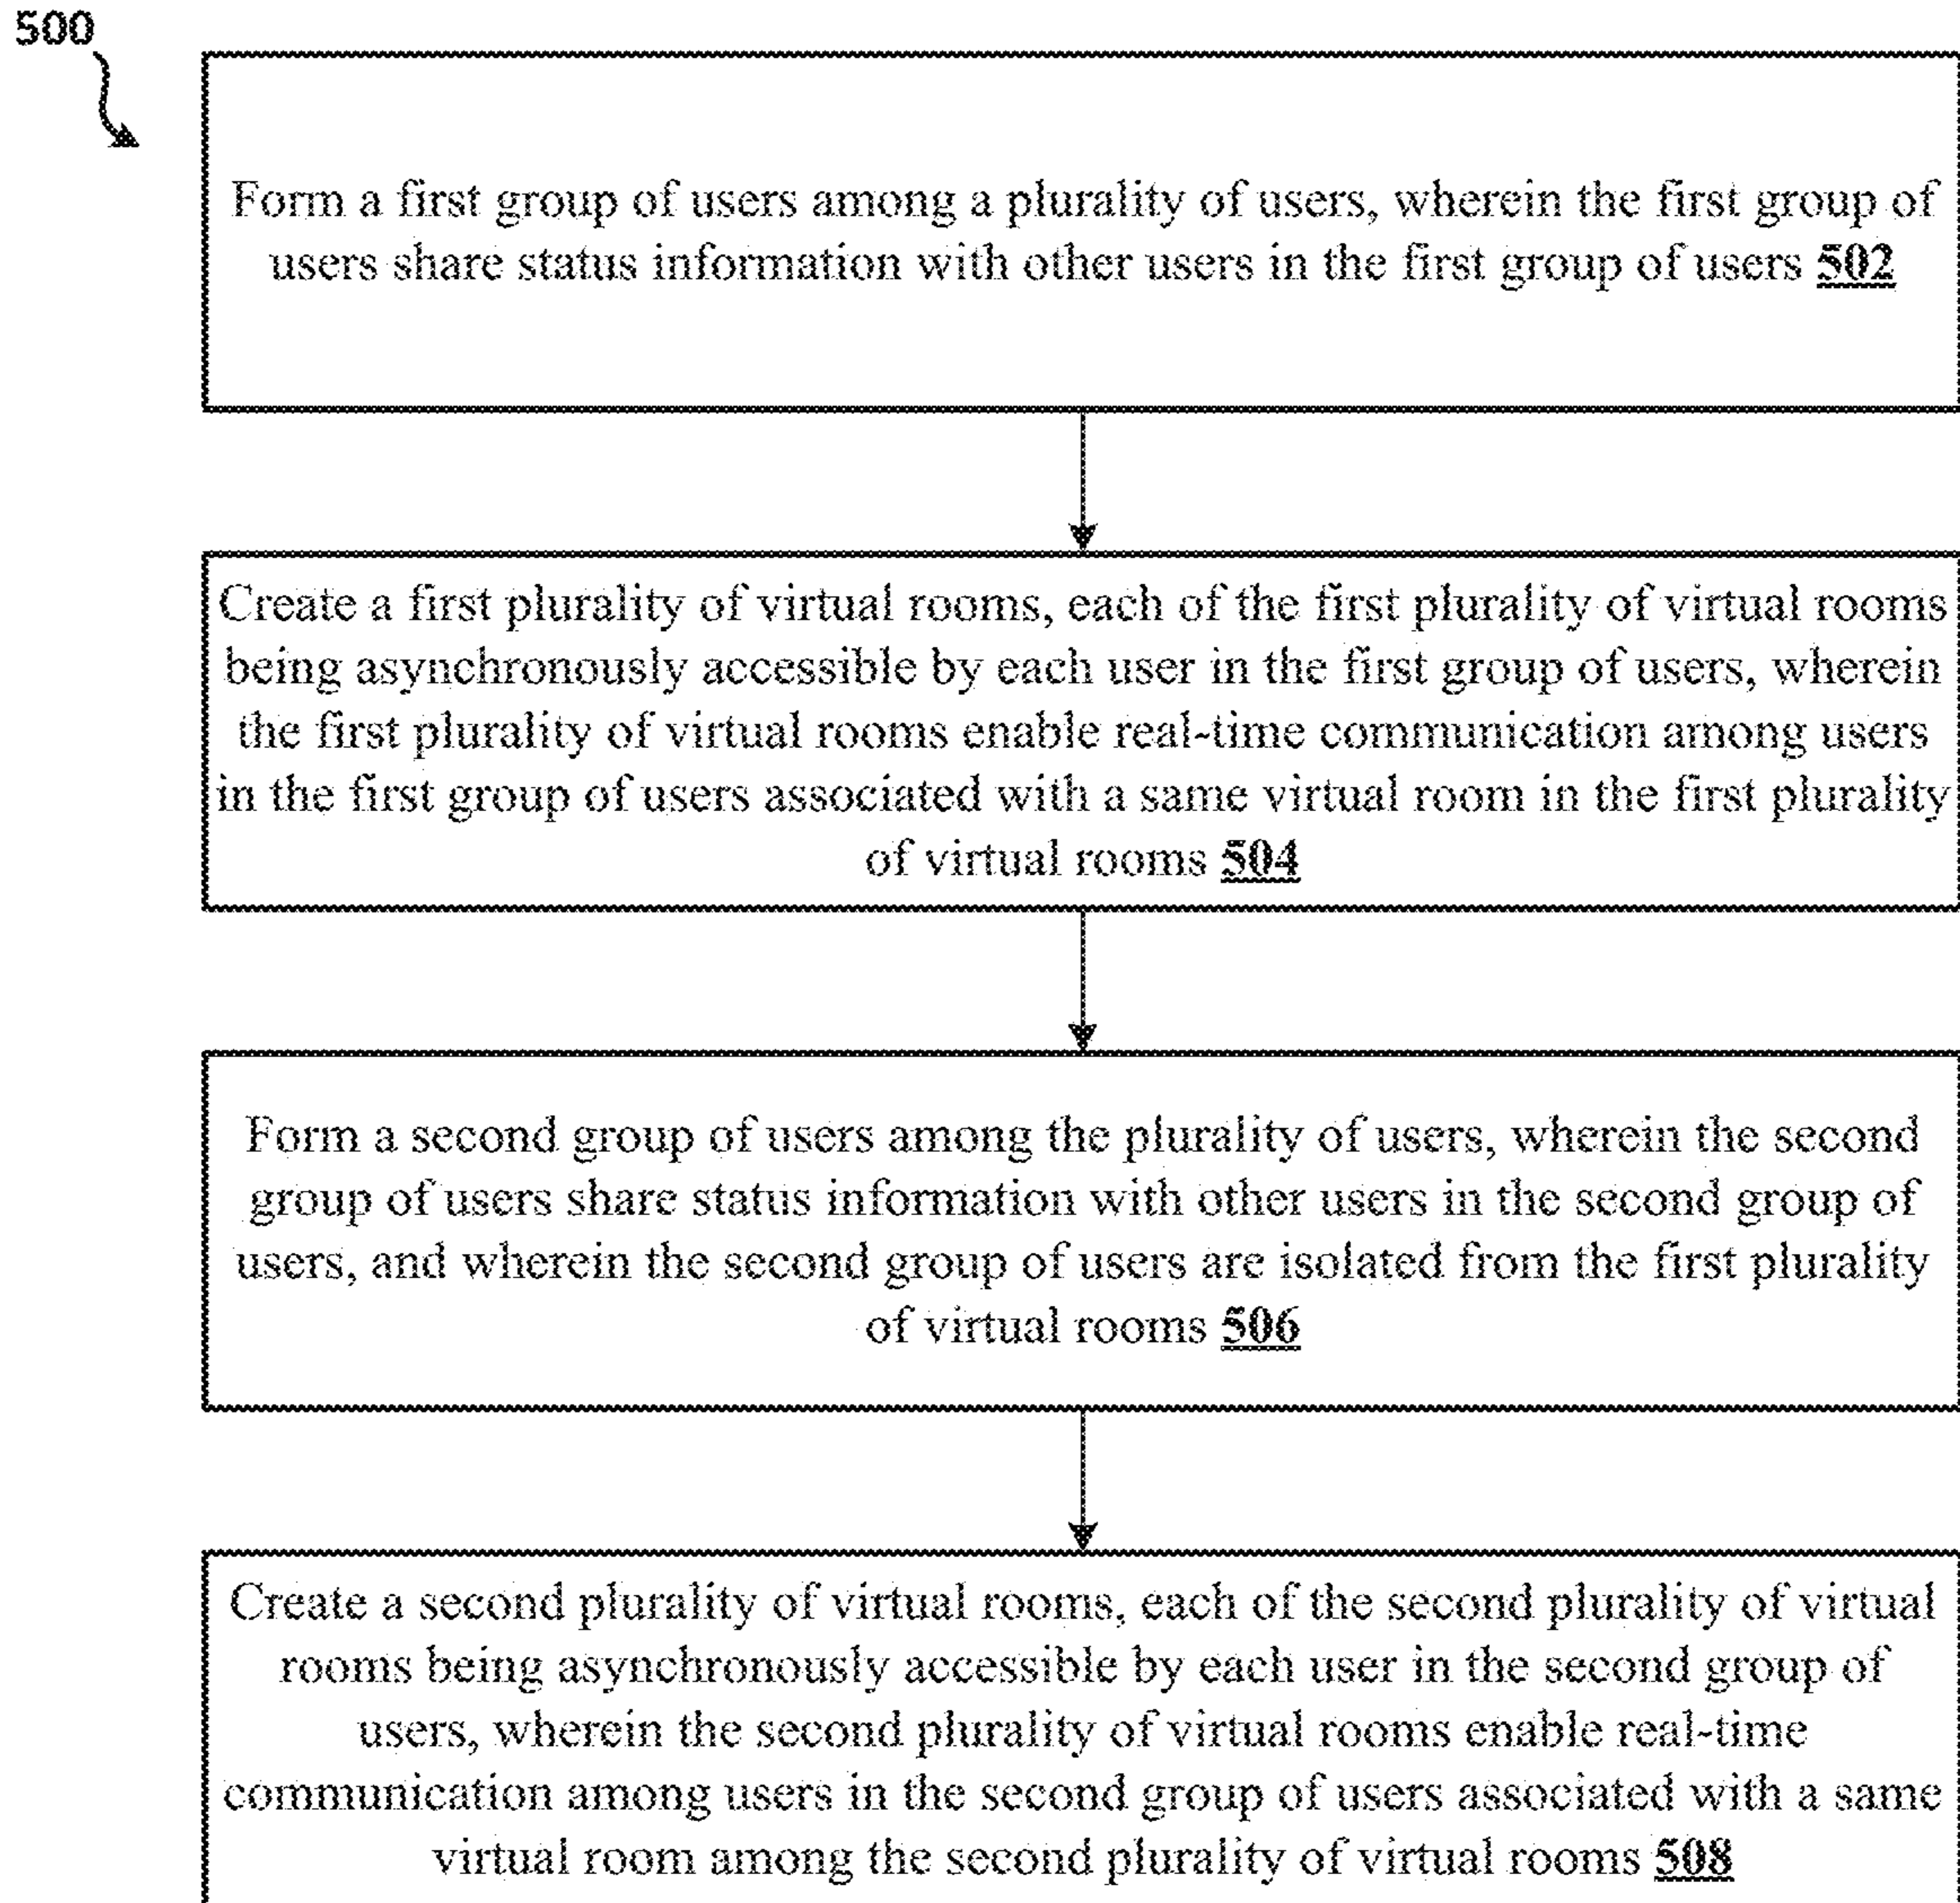 500
Form a first group of users among a plurality of users, wherein the first group of
users share status information with other users in the first group of users 502
Create a first plurality of virtual rooms, each of the first plurality of virtual rooms
being asynchronously accessible by each user in the first group of users, wherein
the first plurality of virtual rooms enable real-time communication among users
in the first group of users associated with a same virtual room in the first plurality
of virtual rooms 504
Form a second group of users among the plurality of users, wherein the second
group of users share status information with other users in the second group of
users, and wherein the second group of users are isolated from the first plurality
of virtual rooms 506
Create a second plurality of virtual rooms, each of the second plurality of virtual
rooms being asynchronously accessible by each user in the second group of
users, wherein the second plurality of virtual rooms enable real-time
communication among users in the second group of users associated with a same
virtual room among the second plurality of virtual rooms 508